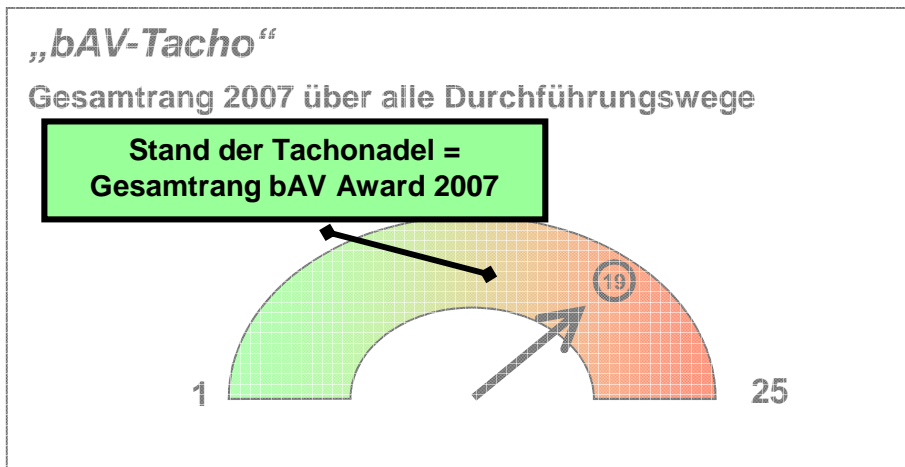 „bAV-Tacho“
Gesamtrang 2007 über alle Durchführungswege
Stand der Tachonadel =
Gesamtrang bAV Award 2007
19
1
25